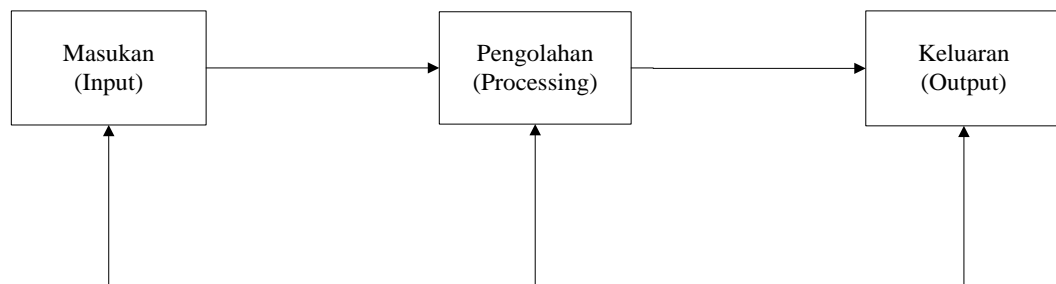 Masukan
(Input)
Pengolahan
(Processing)
Keluaran
(Output)